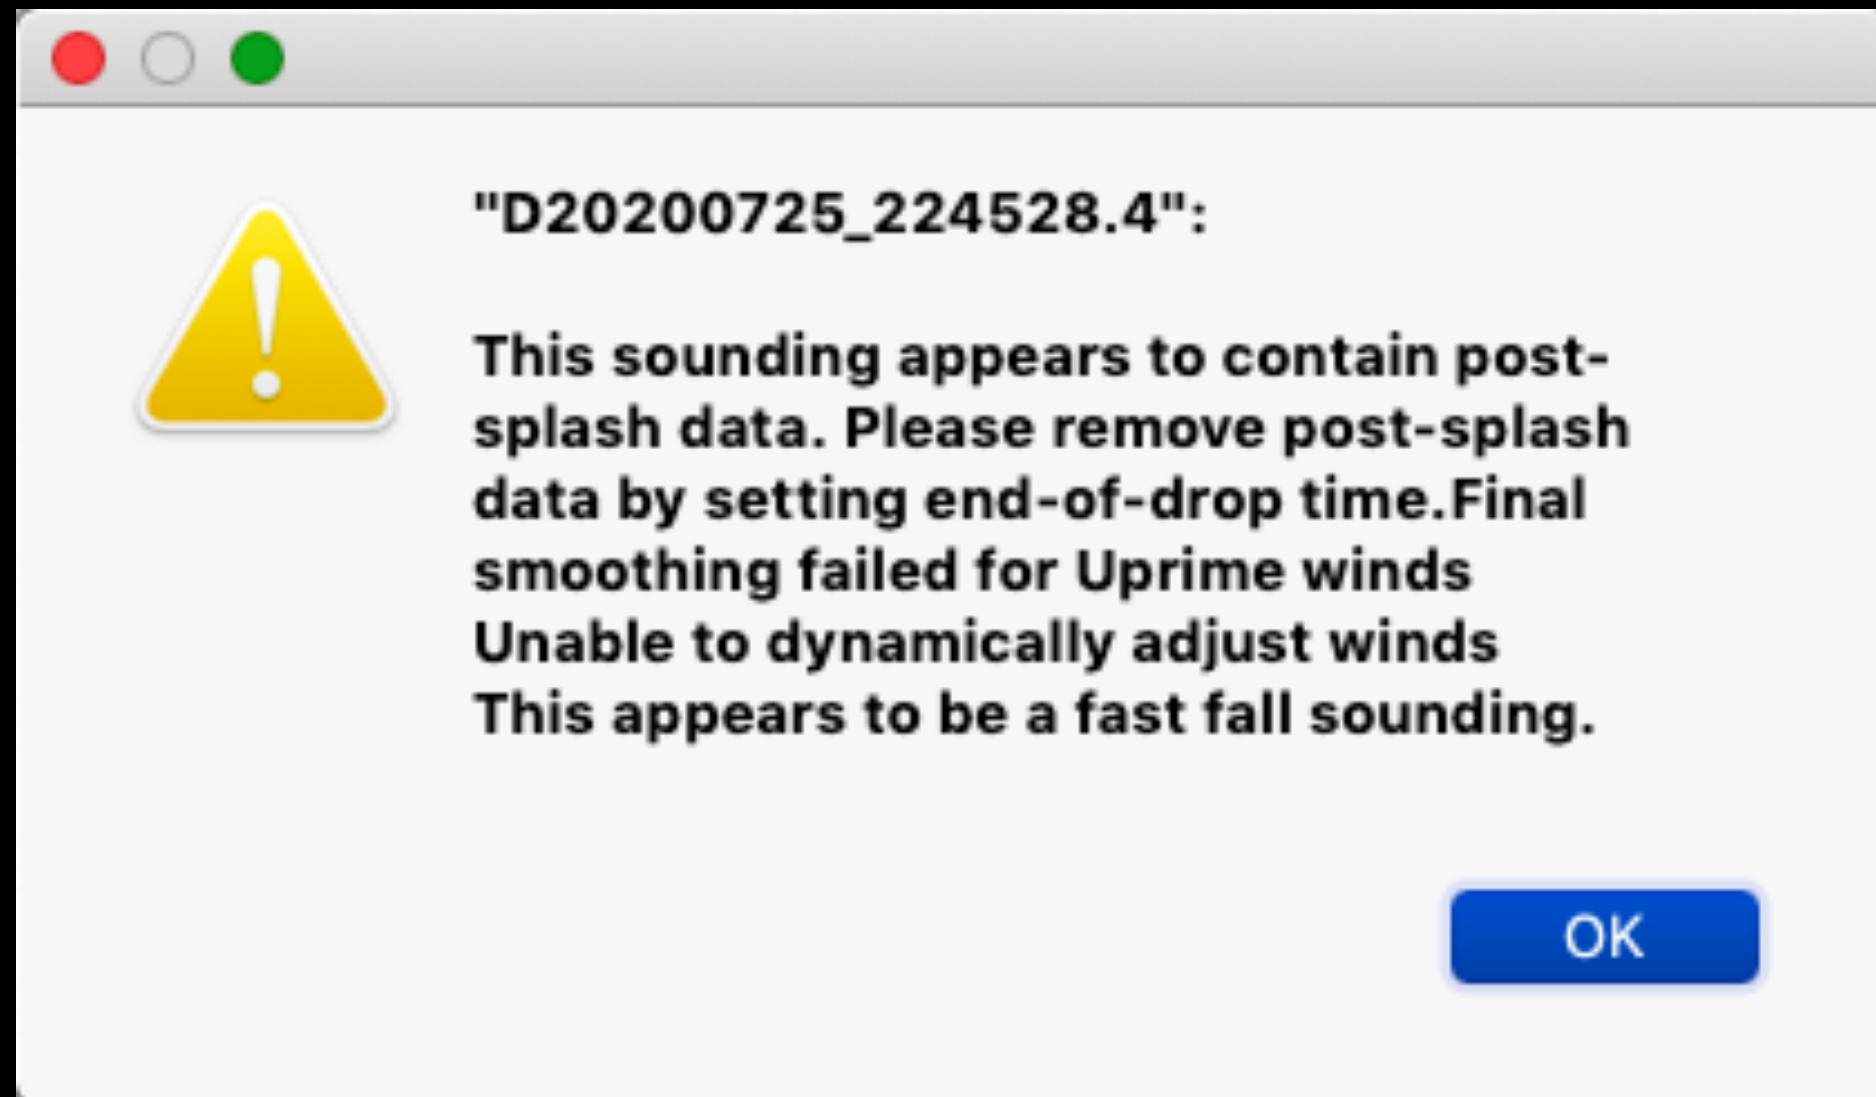 "D20200725_224528.4":
This sounding appears to contain post-
splash data. Please remove post-splash
data by setting end-of-drop time.Final
smoothing failed for Uprime winds
Unable to dynamically adjust winds
This appears to be a fast fall sounding.
OK